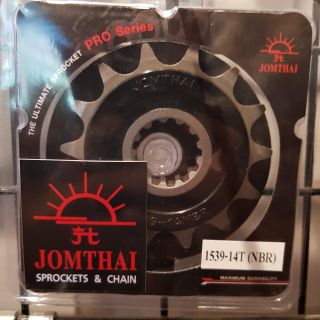 THE ULTIMATE SPROCKET PRO Series
JOMTHAI
JOMTHAI
1539-14T (NBR)
MAXIMUM DURABILITY
JOMTHAI
SPROCKETS & CHAIN